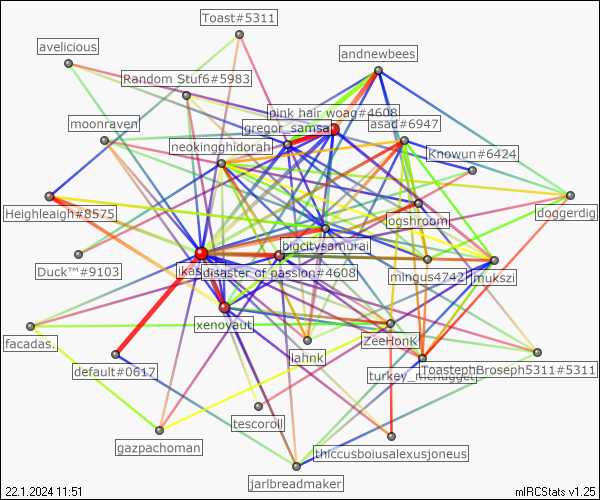 Toast#5311
avelicious
andnewbees
Random Stuf6#5983
pink hair woag#4608
moonraven
gregor_samsa
asad#6947
neokingghidorah
Knowun#6424
Heighleaigh#8575
ogshroom
doggerdig
bigcitysamurai
Duck™#9103
disaster of passion#4608
mingus4742
mukszi
xenoyaut
facadas.
lahnk
ZeeHonk
default#0617
turkey_mcnugget
ToastephBroseph5311#5311
tescoroll
gazpachoman
thiccusboiusalexusjoneus
jarlbreadmaker
22.1.2024 11:51
mIRCStats v1.25